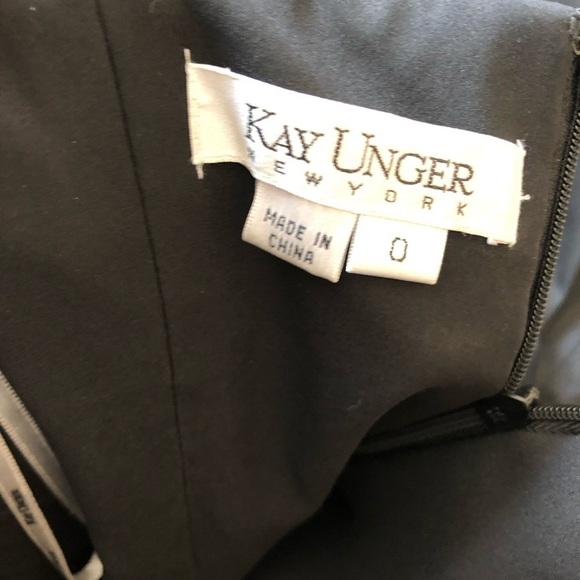 KAY UNGER
NEW YORK
MADE IN
CHINA
0